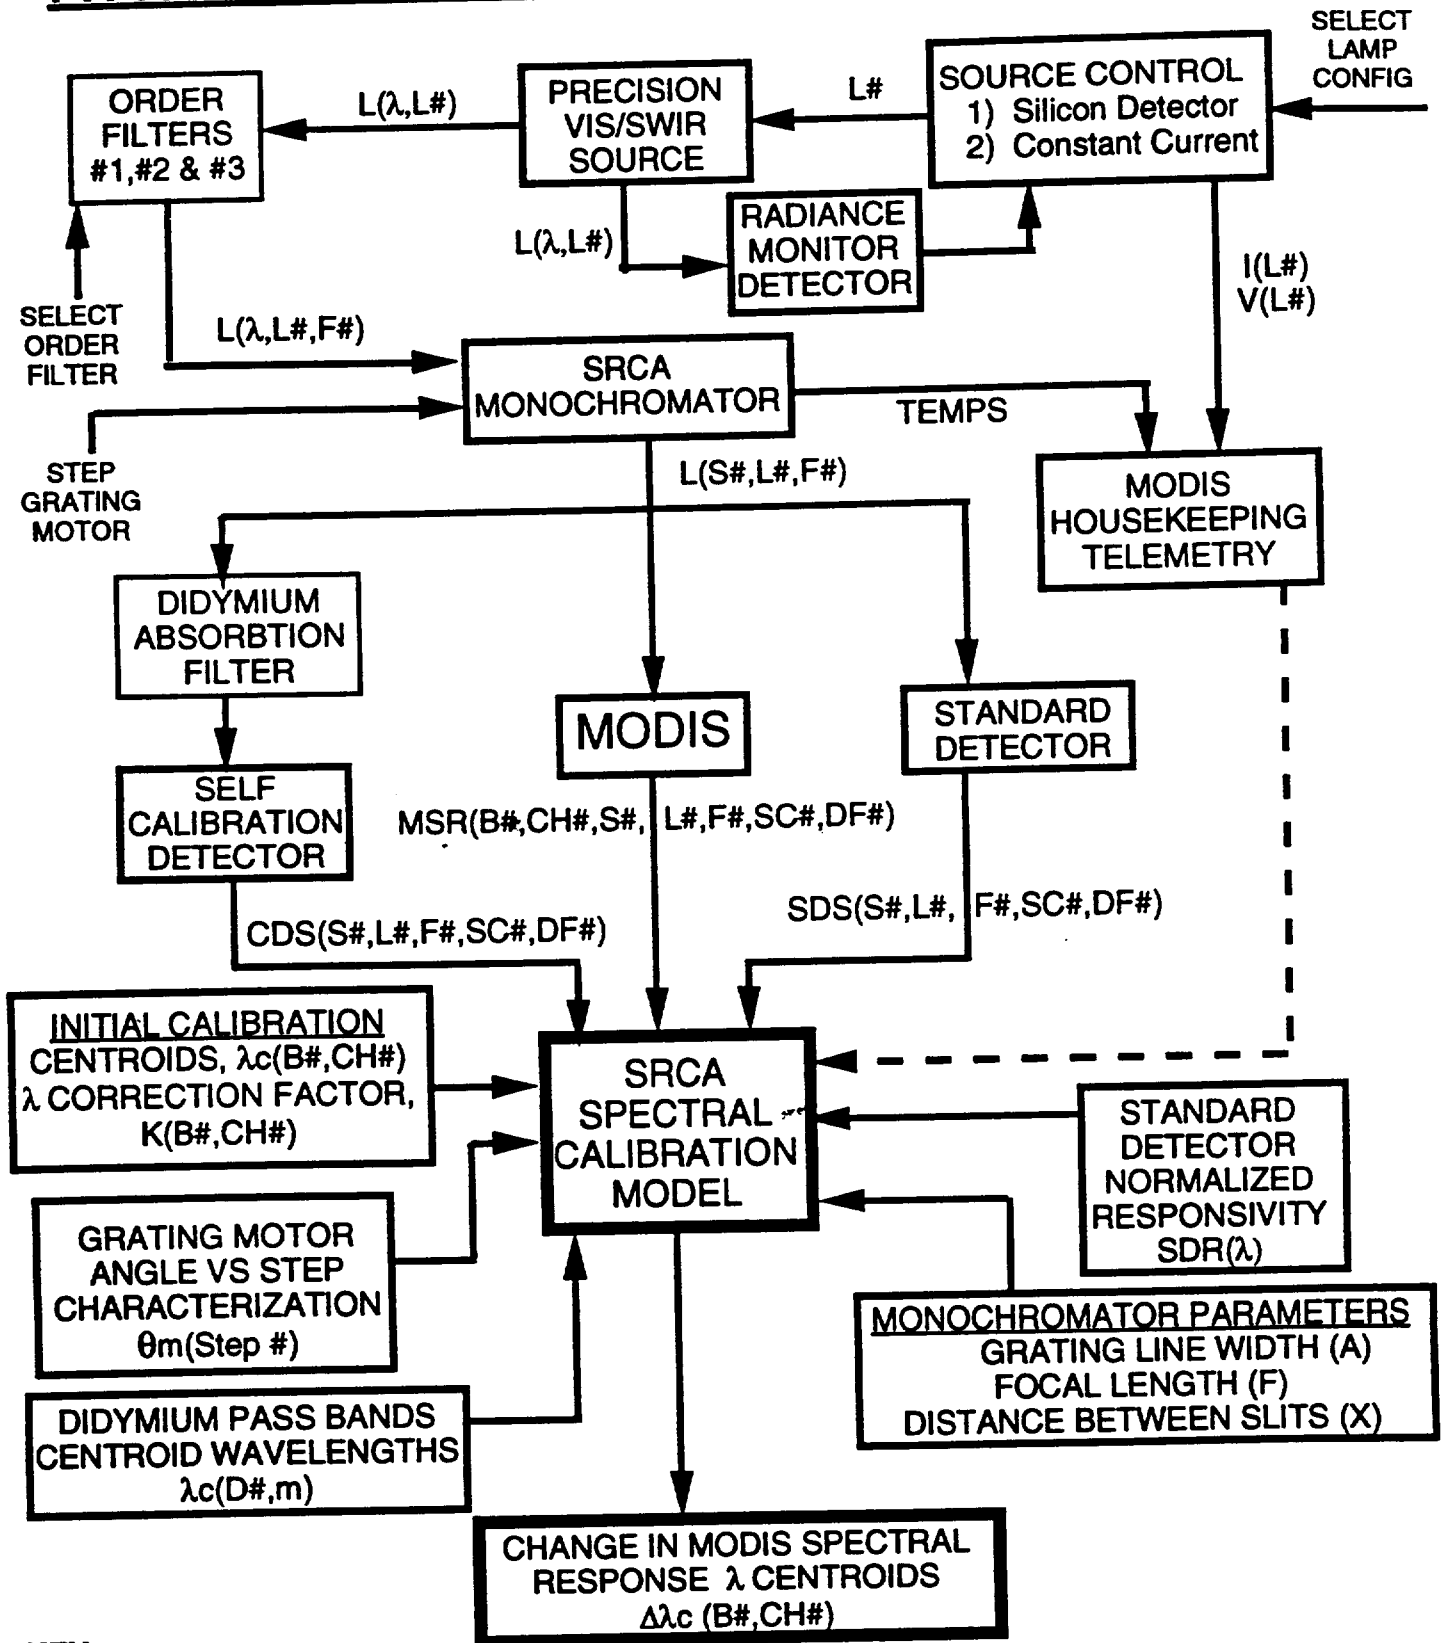 SELECT
LAMP
CONFIG
SOURCE CONTROL
1) Silicon Detector
2) Constant Current
L#
PRECISION
VIS/SWIR
SOURCE
L(λ,L#)
ORDER
FILTERS
#1,#2 & #3
L(λ,L#)
RADIANCE
MONITOR
DETECTOR
I(L#)
V(L#)
SELECT
ORDER
FILTER
L(λ,L#,F#)
SRCA
MONOCHROMATOR
TEMPS
STEP
GRATING
MOTOR
L(S#,L#,F#)
MODIS
HOUSEKEEPING
TELEMETRY
DIDYMIUM
ABSORBTION
FILTER
MODIS
STANDARD
DETECTOR
SELF
CALIBRATION
DETECTOR
MSR(B#,CH#,S#, L#,F#,SC#,DF#)
SDS(S#,L#, F#,SC#,DF#)
CDS(S#,L#,F#,SC#,DF#)
INITIAL CALIBRATION
CENTROIDS, λc(B#,CH#)
λ CORRECTION FACTOR,
K(B#,CH#)
SRCA
SPECTRAL
CALIBRATION
MODEL
STANDARD
DETECTOR
NORMALIZED
RESPONSIVITY
SDR(λ)
GRATING MOTOR
ANGLE VS STEP
CHARACTERIZATION
θm(Step #)
MONOCHROMATOR PARAMETERS
GRATING LINE WIDTH (A)
FOCAL LENGTH (F)
DISTANCE BETWEEN SLITS (X)
DIDYMIUM PASS BANDS
CENTROID WAVELENGTHS
λc(D#,m)
CHANGE IN MODIS SPECTRAL
RESPONSE λ CENTROIDS
Δλc (B#,CH#)